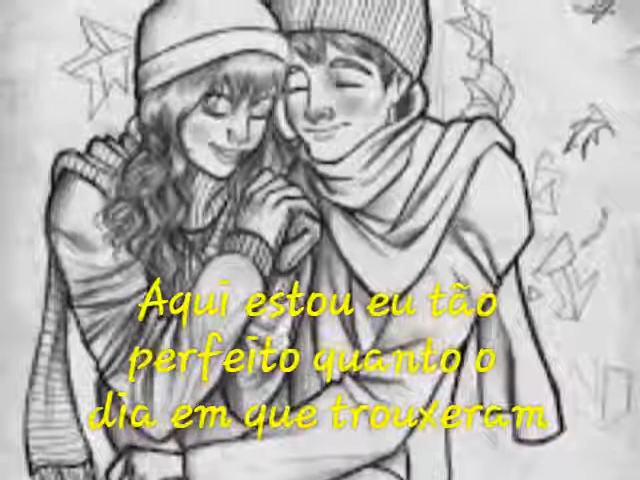 Aqui estou eu tão
perfeito quanto o
dia em que trouxeram